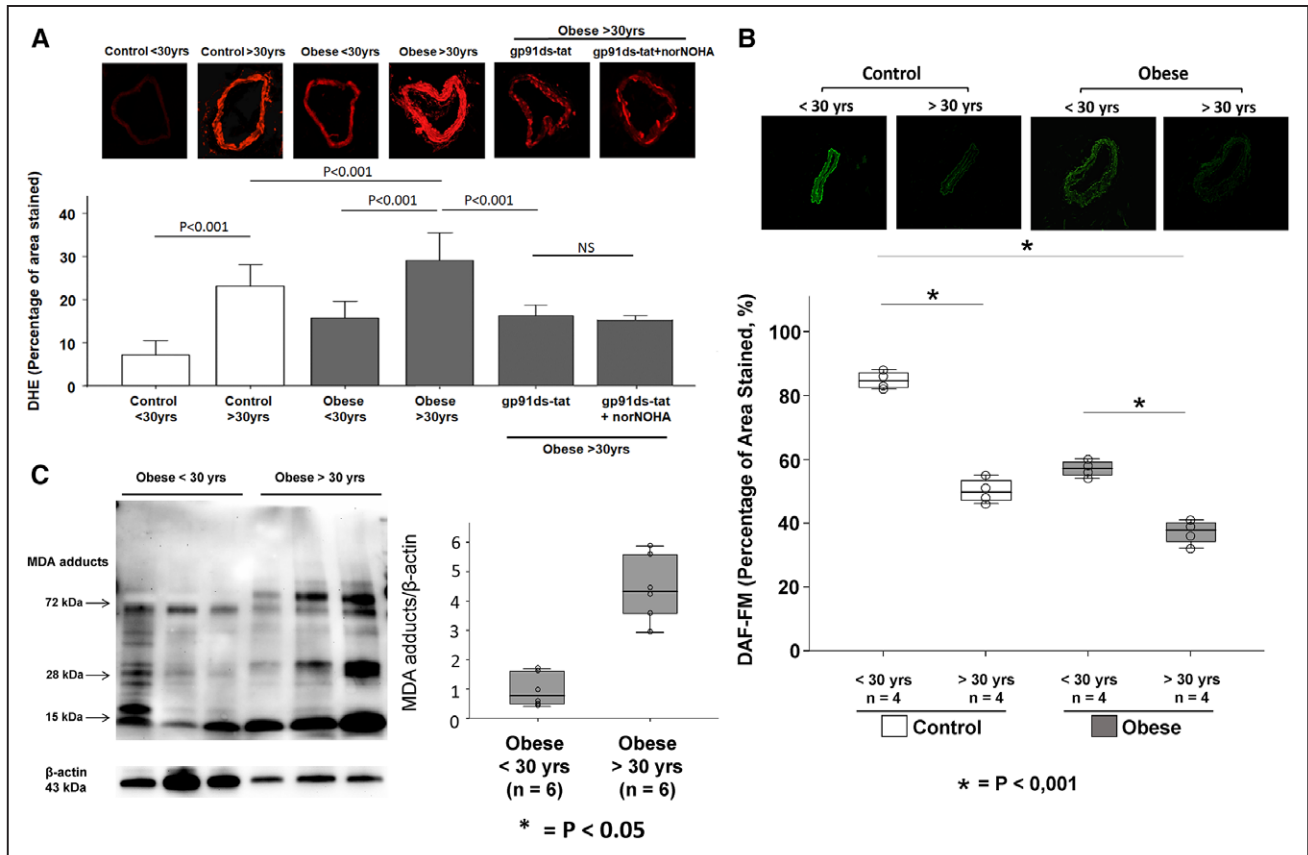 A
Obese >30yrs
Control <30yrs Control >30yrs Obese <30yrs Obese >30yrs gp91ds-tat gp91ds-tat+norNOHA
P<0.001
P<0.001 P<0.001
P<0.001
NS
DHE (Percentage of area stained)
40
30
20
10
0
Control <30yrs
Control >30yrs
Obese <30yrs
Obese >30yrs
gp91ds-tat
gp91ds-tat + norNOHA
Obese >30yrs
B
Control Obese
< 30 yrs > 30 yrs < 30 yrs > 30 yrs
*
*
*
DAF-FM (Percentage of Area Stained, %)
100
80
60
40
20
0
< 30 yrs > 30 yrs < 30 yrs > 30 yrs
n = 4 n = 4 n = 4 n = 4
Control Obese
* = P < 0,001
C
Obese < 30 yrs Obese > 30 yrs
MDA adducts
72 kDa
28 kDa
15 kDa
β-actin
43 kDa
MDA adducts/β-actin
6
5
4
3
2
1
0
Obese Obese
< 30 yrs > 30 yrs
(n = 6) (n = 6)
* = P < 0.05